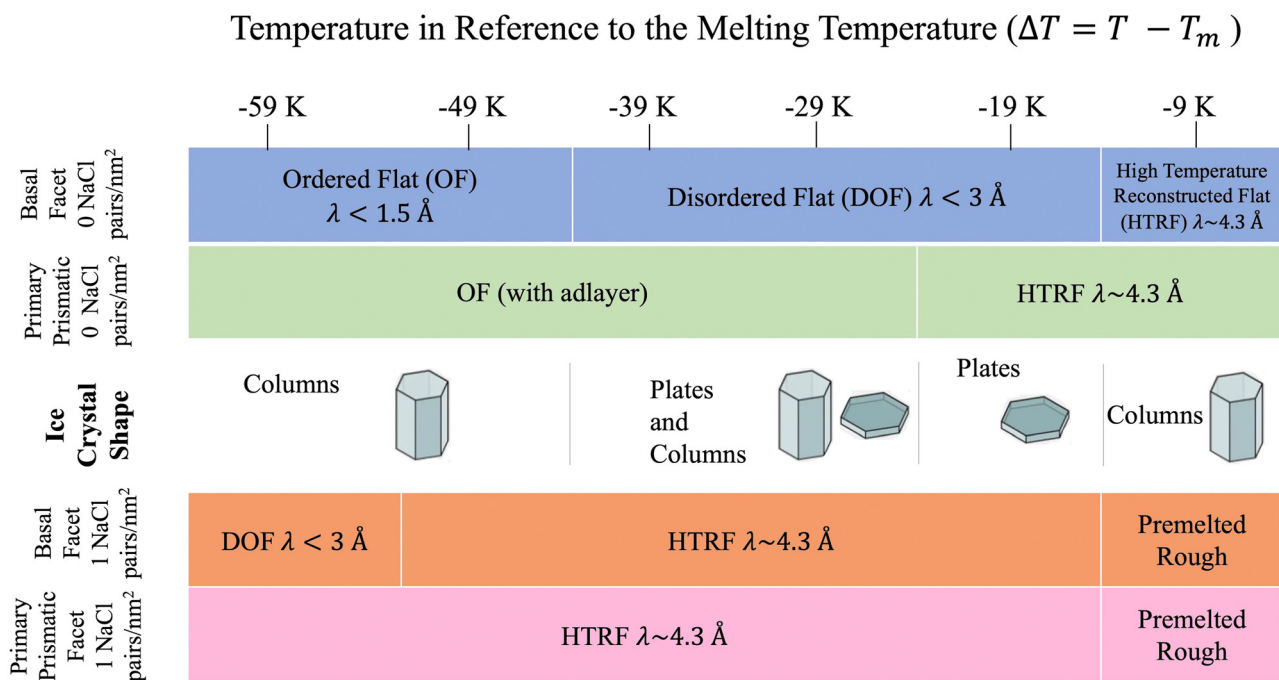 Temperature in Reference to the Melting Temperature (Δ𝑇 = 𝑇 − 𝑇ₘ )
-59 K
-49 K
-39 K
-29 K
-19 K
-9 K
Basal
Facet
0 NaCl
pairs/nm²
Ordered Flat (OF)
𝜆 < 1.5 Å
Disordered Flat (DOF) 𝜆 < 3 Å
High Temperature
Reconstructed Flat
(HTRF) 𝜆~4.3 Å
Primary
Prismatic
0 NaCl
pairs/nm²
OF (with adlayer)
HTRF 𝜆~4.3 Å
Ice
Crystal
Shape
Columns
Plates
and
Columns
Plates
Columns
Basal
Facet
1 NaCl
pairs/nm²
DOF 𝜆 < 3 Å
HTRF 𝜆~4.3 Å
Premelted
Rough
Primary
Prismatic
Facet
1 NaCl
pairs/nm²
HTRF 𝜆~4.3 Å
Premelted
Rough